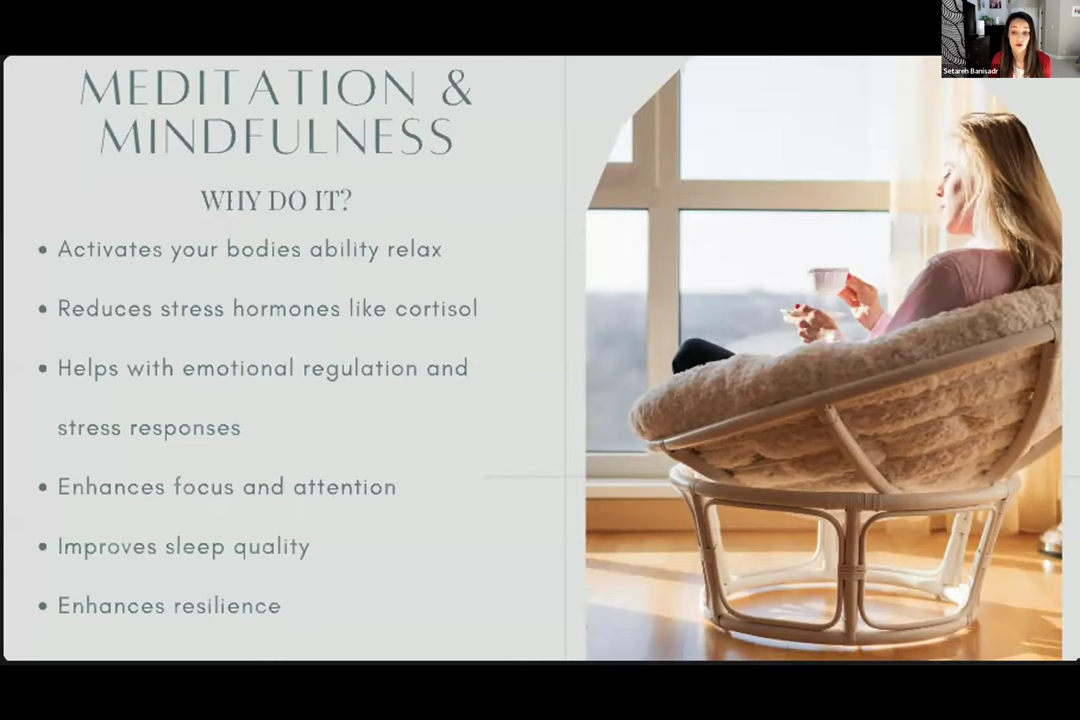 MEDITATION &
MINDFULNESS
WHY DO IT?
• Activates your bodies ability relax
• Reduces stress hormones like cortisol
• Helps with emotional regulation and
stress responses
• Enhances focus and attention
• Improves sleep quality
• Enhances resilience
Setareh Banisadr